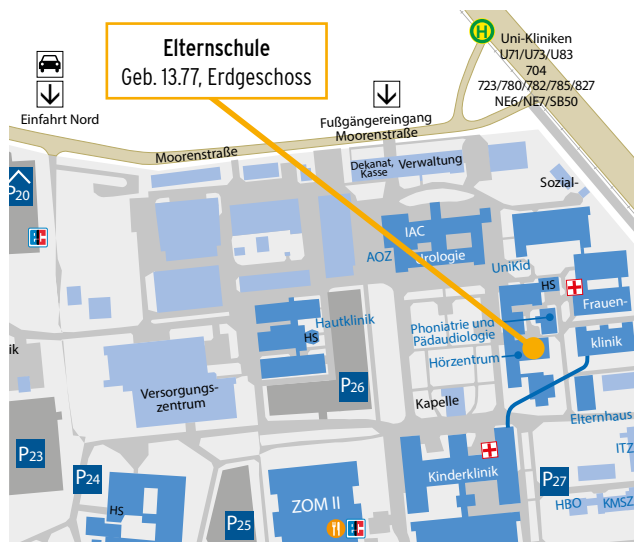 Elternschule
Geb. 13.77, Erdgeschoss
H
Uni-Kliniken
U71/U73/U83
704
723/780/782/785/827
NE6/NE7/SB50
Einfahrt Nord
Fußgängereingang
Moorenstraße
Moorenstraße
Dekanat,
Kasse
Verwaltung
Sozial-
P20
IAC
AOZ
Urologie
UniKid
HS
Frauen-
klinik
Phoniatrie und
Pädaudiologie
Hörzentrum
Hautklinik
HS
ik
Versorgungs-
zentrum
P26
Kapelle
Elternhaus
P23
P24
Kinderklinik
ITZ
P27
HS
ZOM II
HBO
KMSZ
P25